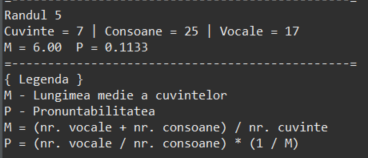 =--------------------------------------------------=
Randul 5
Cuvinte = 7 | Consoane = 25 | Vocale = 17
M = 6.00  P = 0.1133
=--------------------------------------------------=
{ Legenda }
M - Lungimea medie a cuvintelor
P - Pronuntabilitatea
M = (nr. vocale + nr. consoane) / nr. cuvinte
P = (nr. vocale / nr. consoane) * (1 / M)